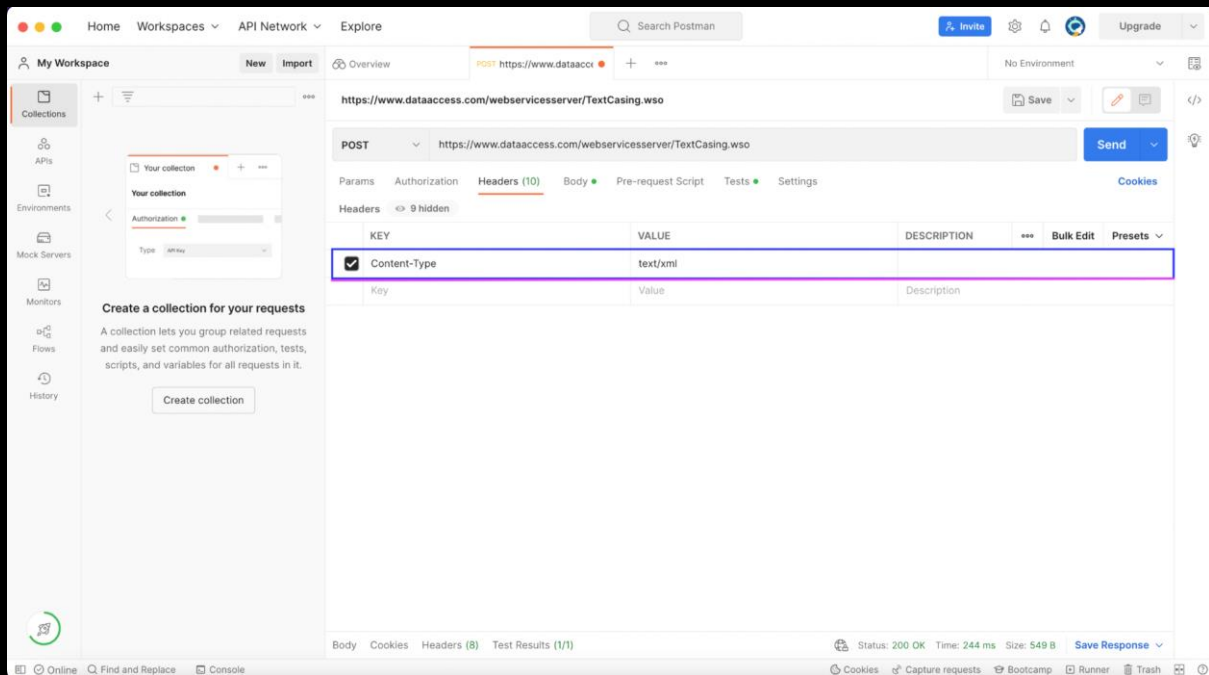 Home Workspaces API Network Explore Search Postman Invite Upgrade
My Workspace New Import Overview POST https://www.dataacce No Environment
Collections
APIs
Environments
Mock Servers
Monitors
Flows
History
Your collecton
Your collection
Authorization
Type API Key
Create a collection for your requests
A collection lets you group related requests
and easily set common authorization, tests,
scripts, and variables for all requests in it.
Create collection
https://www.dataaccess.com/webservicesserver/TextCasing.wso Save
POST https://www.dataaccess.com/webservicesserver/TextCasing.wso Send
Params Authorization Headers (10) Body Pre-request Script Tests Settings Cookies
Headers 9 hidden
KEY VALUE DESCRIPTION Bulk Edit Presets
Content-Type text/xml
Key Value Description
Body Cookies Headers (8) Test Results (1/1) Status: 200 OK Time: 244 ms Size: 549 B Save Response
Online Find and Replace Console Cookies Capture requests Bootcamp Runner Trash